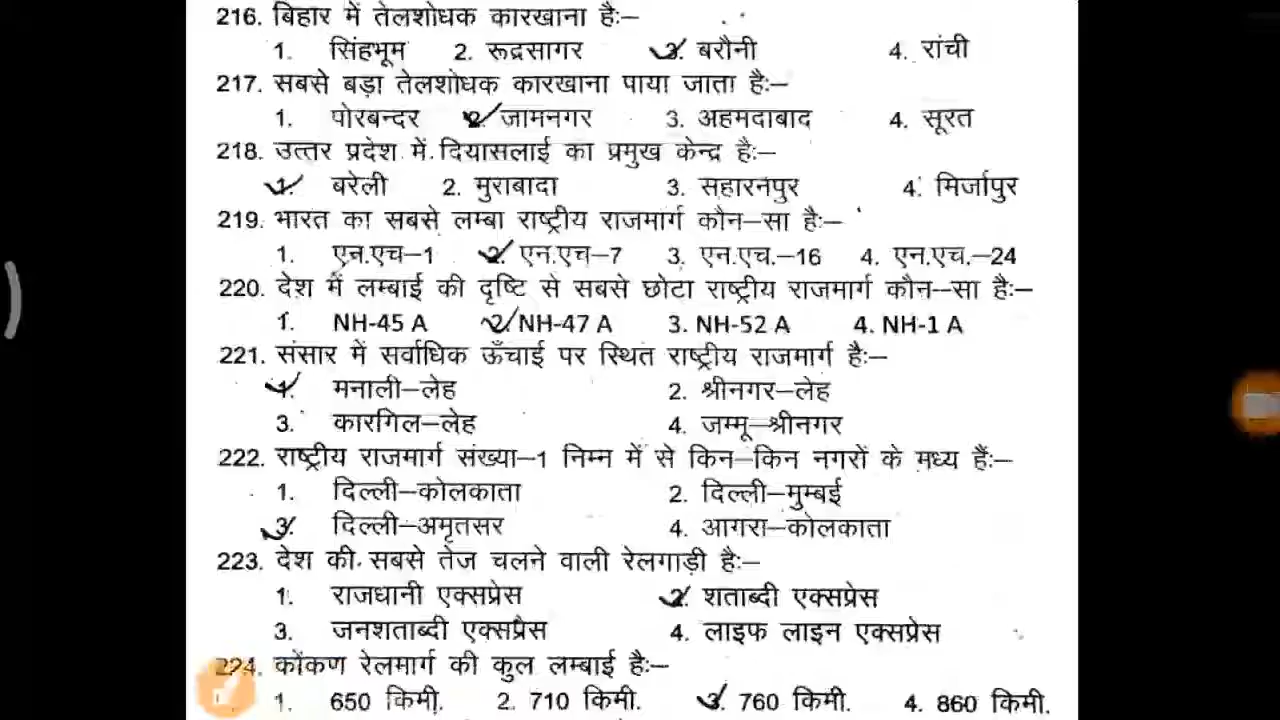 216. बिहार में तेलशोधक कारखाना है:–
1. सिंहभूम 2. रूद्रसागर 3. बरौनी 4. रांची
217. सबसे बड़ा तेलशोधक कारखाना पाया जाता है:–
1. पोरबन्दर 2. जामनगर 3. अहमदाबाद 4. सूरत
218. उत्तर प्रदेश में दियासलाई का प्रमुख केन्द्र है:–
1. बरेली 2. मुराबादा 3. सहारनपुर 4. मिर्जापुर
219. भारत का सबसे लम्बा राष्ट्रीय राजमार्ग कौन–सा है:–
1. एन.एच–1 2. एन.एच–7 3. एन.एच.–16 4. एन.एच.–24
220. देश में लम्बाई की दृष्टि से सबसे छोटा राष्ट्रीय राजमार्ग कौन–सा है:–
1. NH-45 A 2. NH-47 A 3. NH-52 A 4. NH-1 A
221. संसार में सर्वाधिक ऊँचाई पर स्थित राष्ट्रीय राजमार्ग है:–
1. मनाली–लेह 2. श्रीनगर–लेह
3. कारगिल–लेह 4. जम्मू–श्रीनगर
222. राष्ट्रीय राजमार्ग संख्या–1 निम्न में से किन–किन नगरों के मध्य हैं:–
1. दिल्ली–कोलकाता 2. दिल्ली–मुम्बई
3. दिल्ली–अमृतसर 4. आगरा–कोलकाता
223. देश की सबसे तेज चलने वाली रेलगाड़ी है:–
1. राजधानी एक्सप्रेस 2. शताब्दी एक्सप्रेस
3. जनशताब्दी एक्सप्रैस 4. लाइफ लाइन एक्सप्रेस
224. कोंकण रेलमार्ग की कुल लम्बाई है:–
1. 650 किमी. 2. 710 किमी. 3. 760 किमी. 4. 860 किमी.